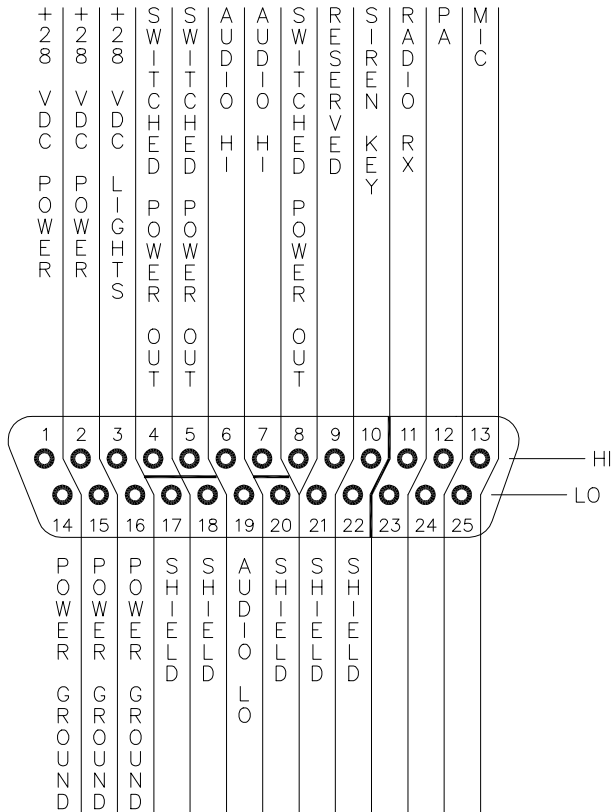 +28 VDC POWER
+28 VDC POWER
+28 VDC LIGHTS
SWITCHED POWER OUT
SWITCHED POWER OUT
AUDIO HI
AUDIO HI
SWITCHED POWER OUT
RESERVED
SIREN KEY
RADIO RX
PA
MIC
1 2 3 4 5 6 7 8 9 10 11 12 13
HI
LO
14 15 16 17 18 19 20 21 22 23 24 25
POWER GROUND
POWER GROUND
POWER GROUND
SHIELD
SHIELD
AUDIO LO
SHIELD
SHIELD
SHIELD